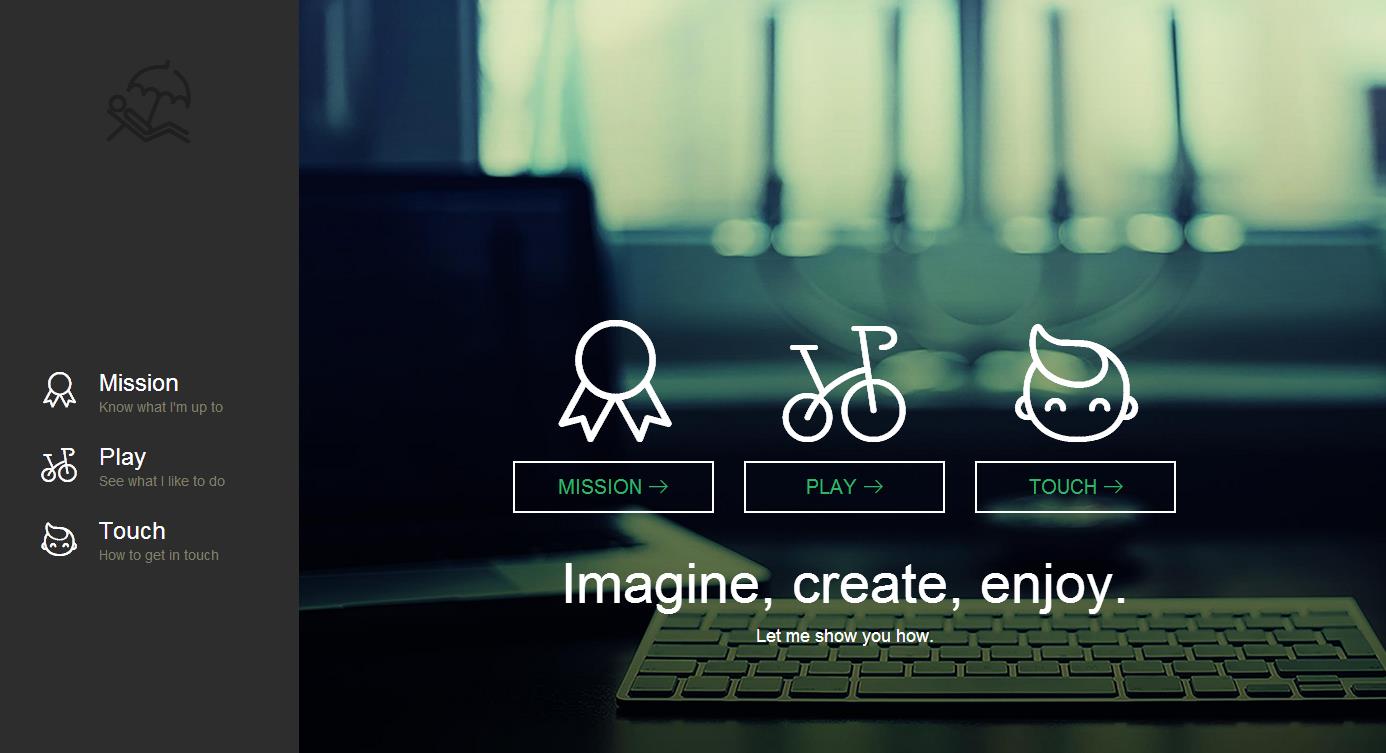 Mission
Know what I'm up to
Play
See what I like to do
Touch
How to get in touch
MISSION →
PLAY →
TOUCH →
Imagine, create, enjoy.
Let me show you how.